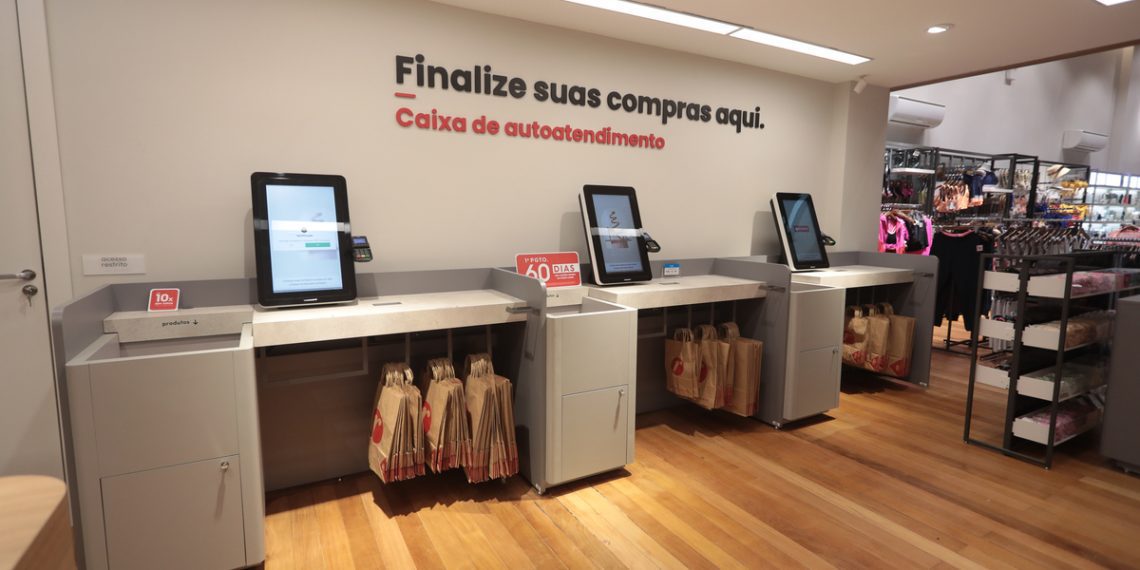 Finalize suas compras aqui.
Caixa de autoatendimento
acesso
restrito
10x
produtos ↓
1º PGTO.
60 DIAS